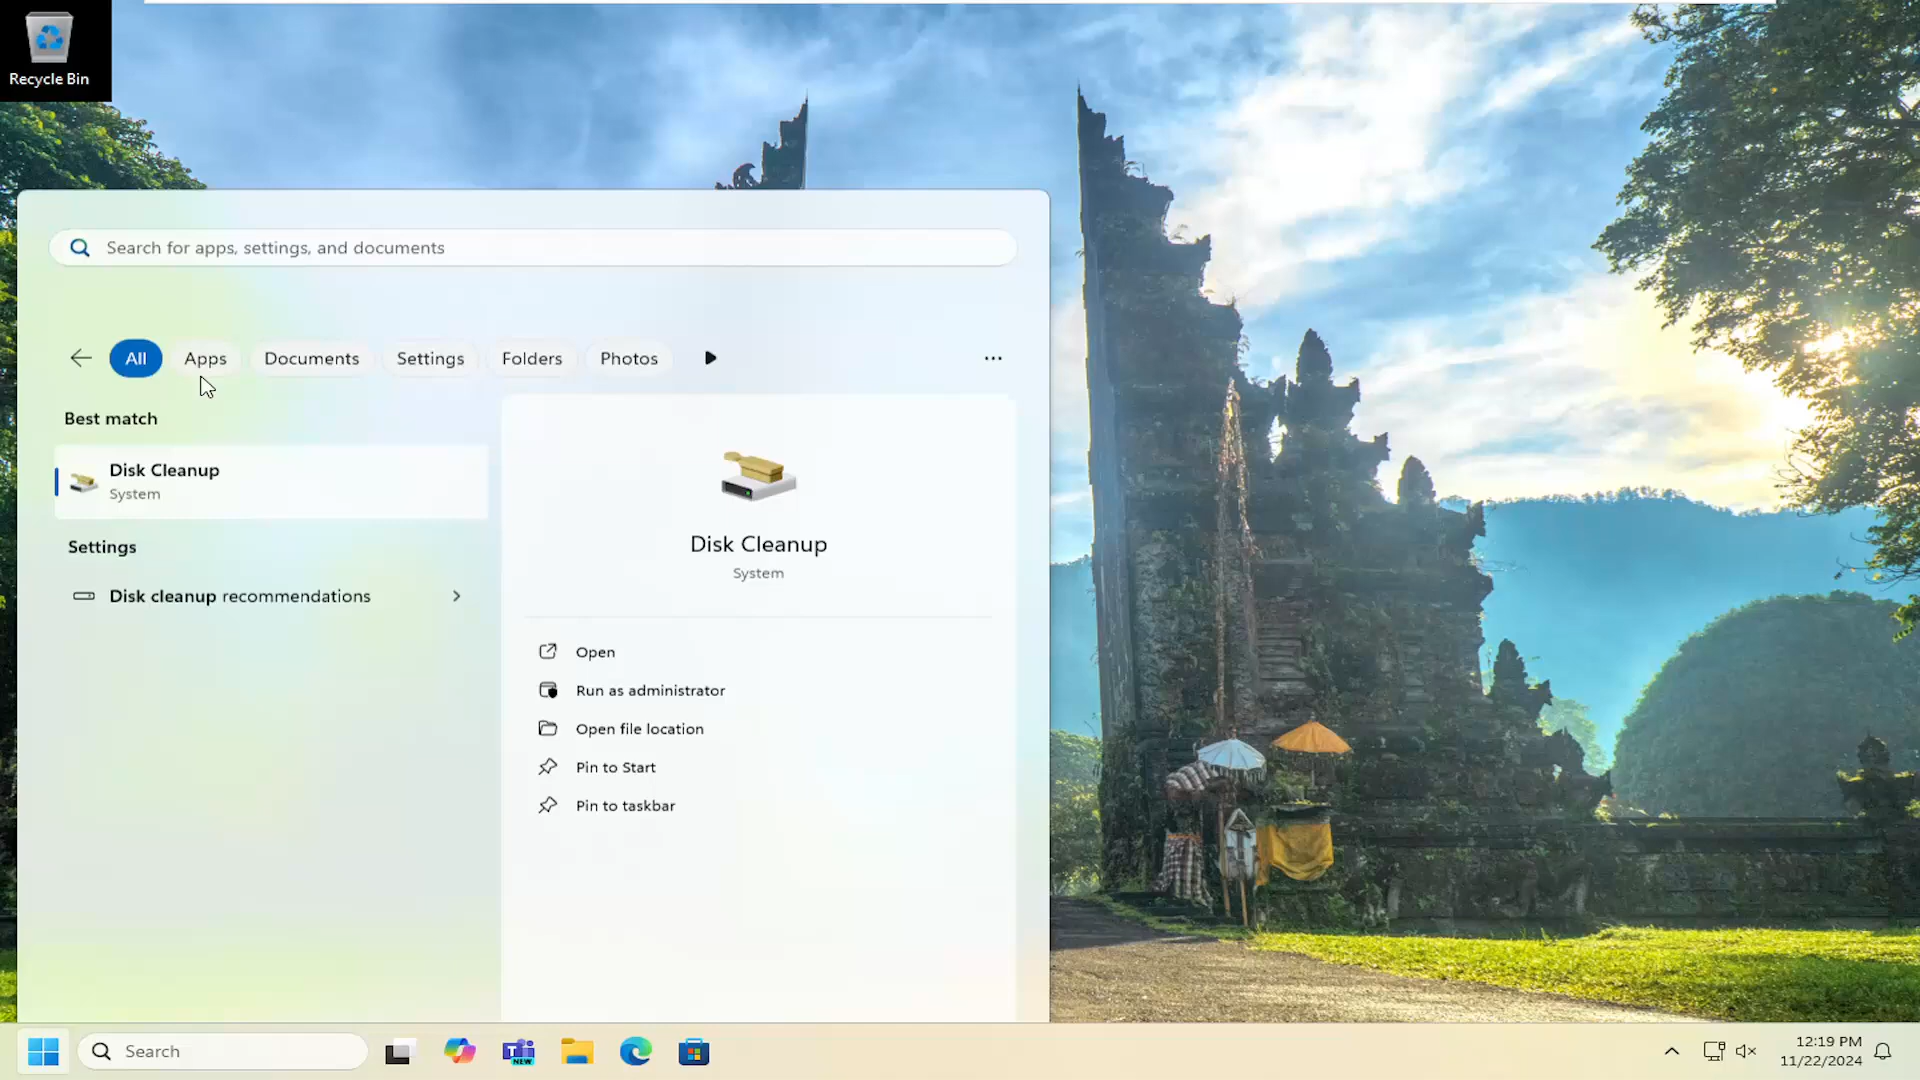 Recycle Bin
Search for apps, settings, and documents
All
Apps
Documents
Settings
Folders
Photos
Best match
Disk Cleanup
System
Settings
Disk cleanup recommendations
Disk Cleanup
System
Open
Run as administrator
Open file location
Pin to Start
Pin to taskbar
Search
NEW
12:19 PM
11/22/2024